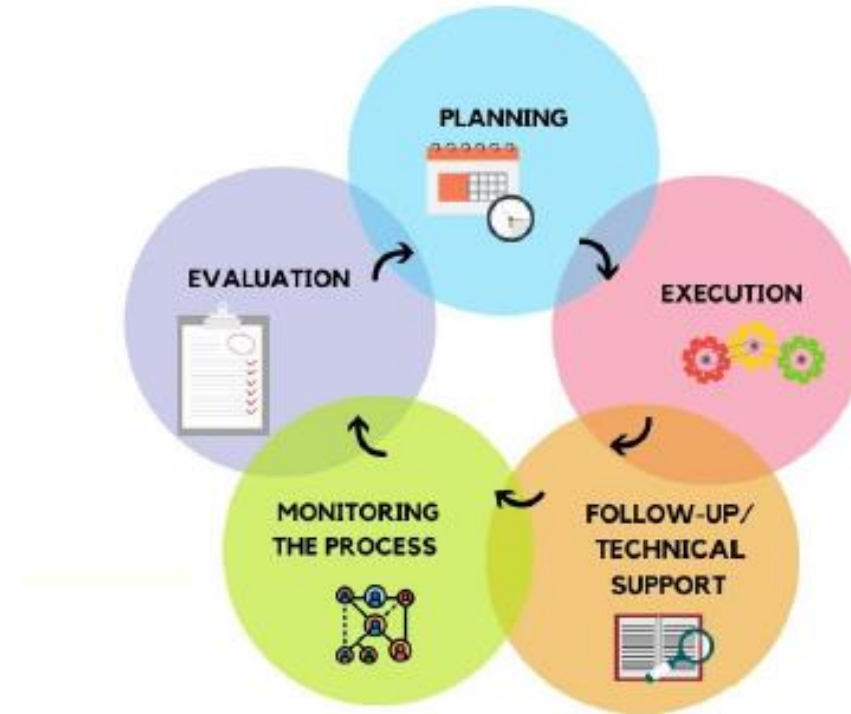 PLANNING
EXECUTION
FOLLOW-UP/
TECHNICAL
SUPPORT
MONITORING
THE PROCESS
EVALUATION